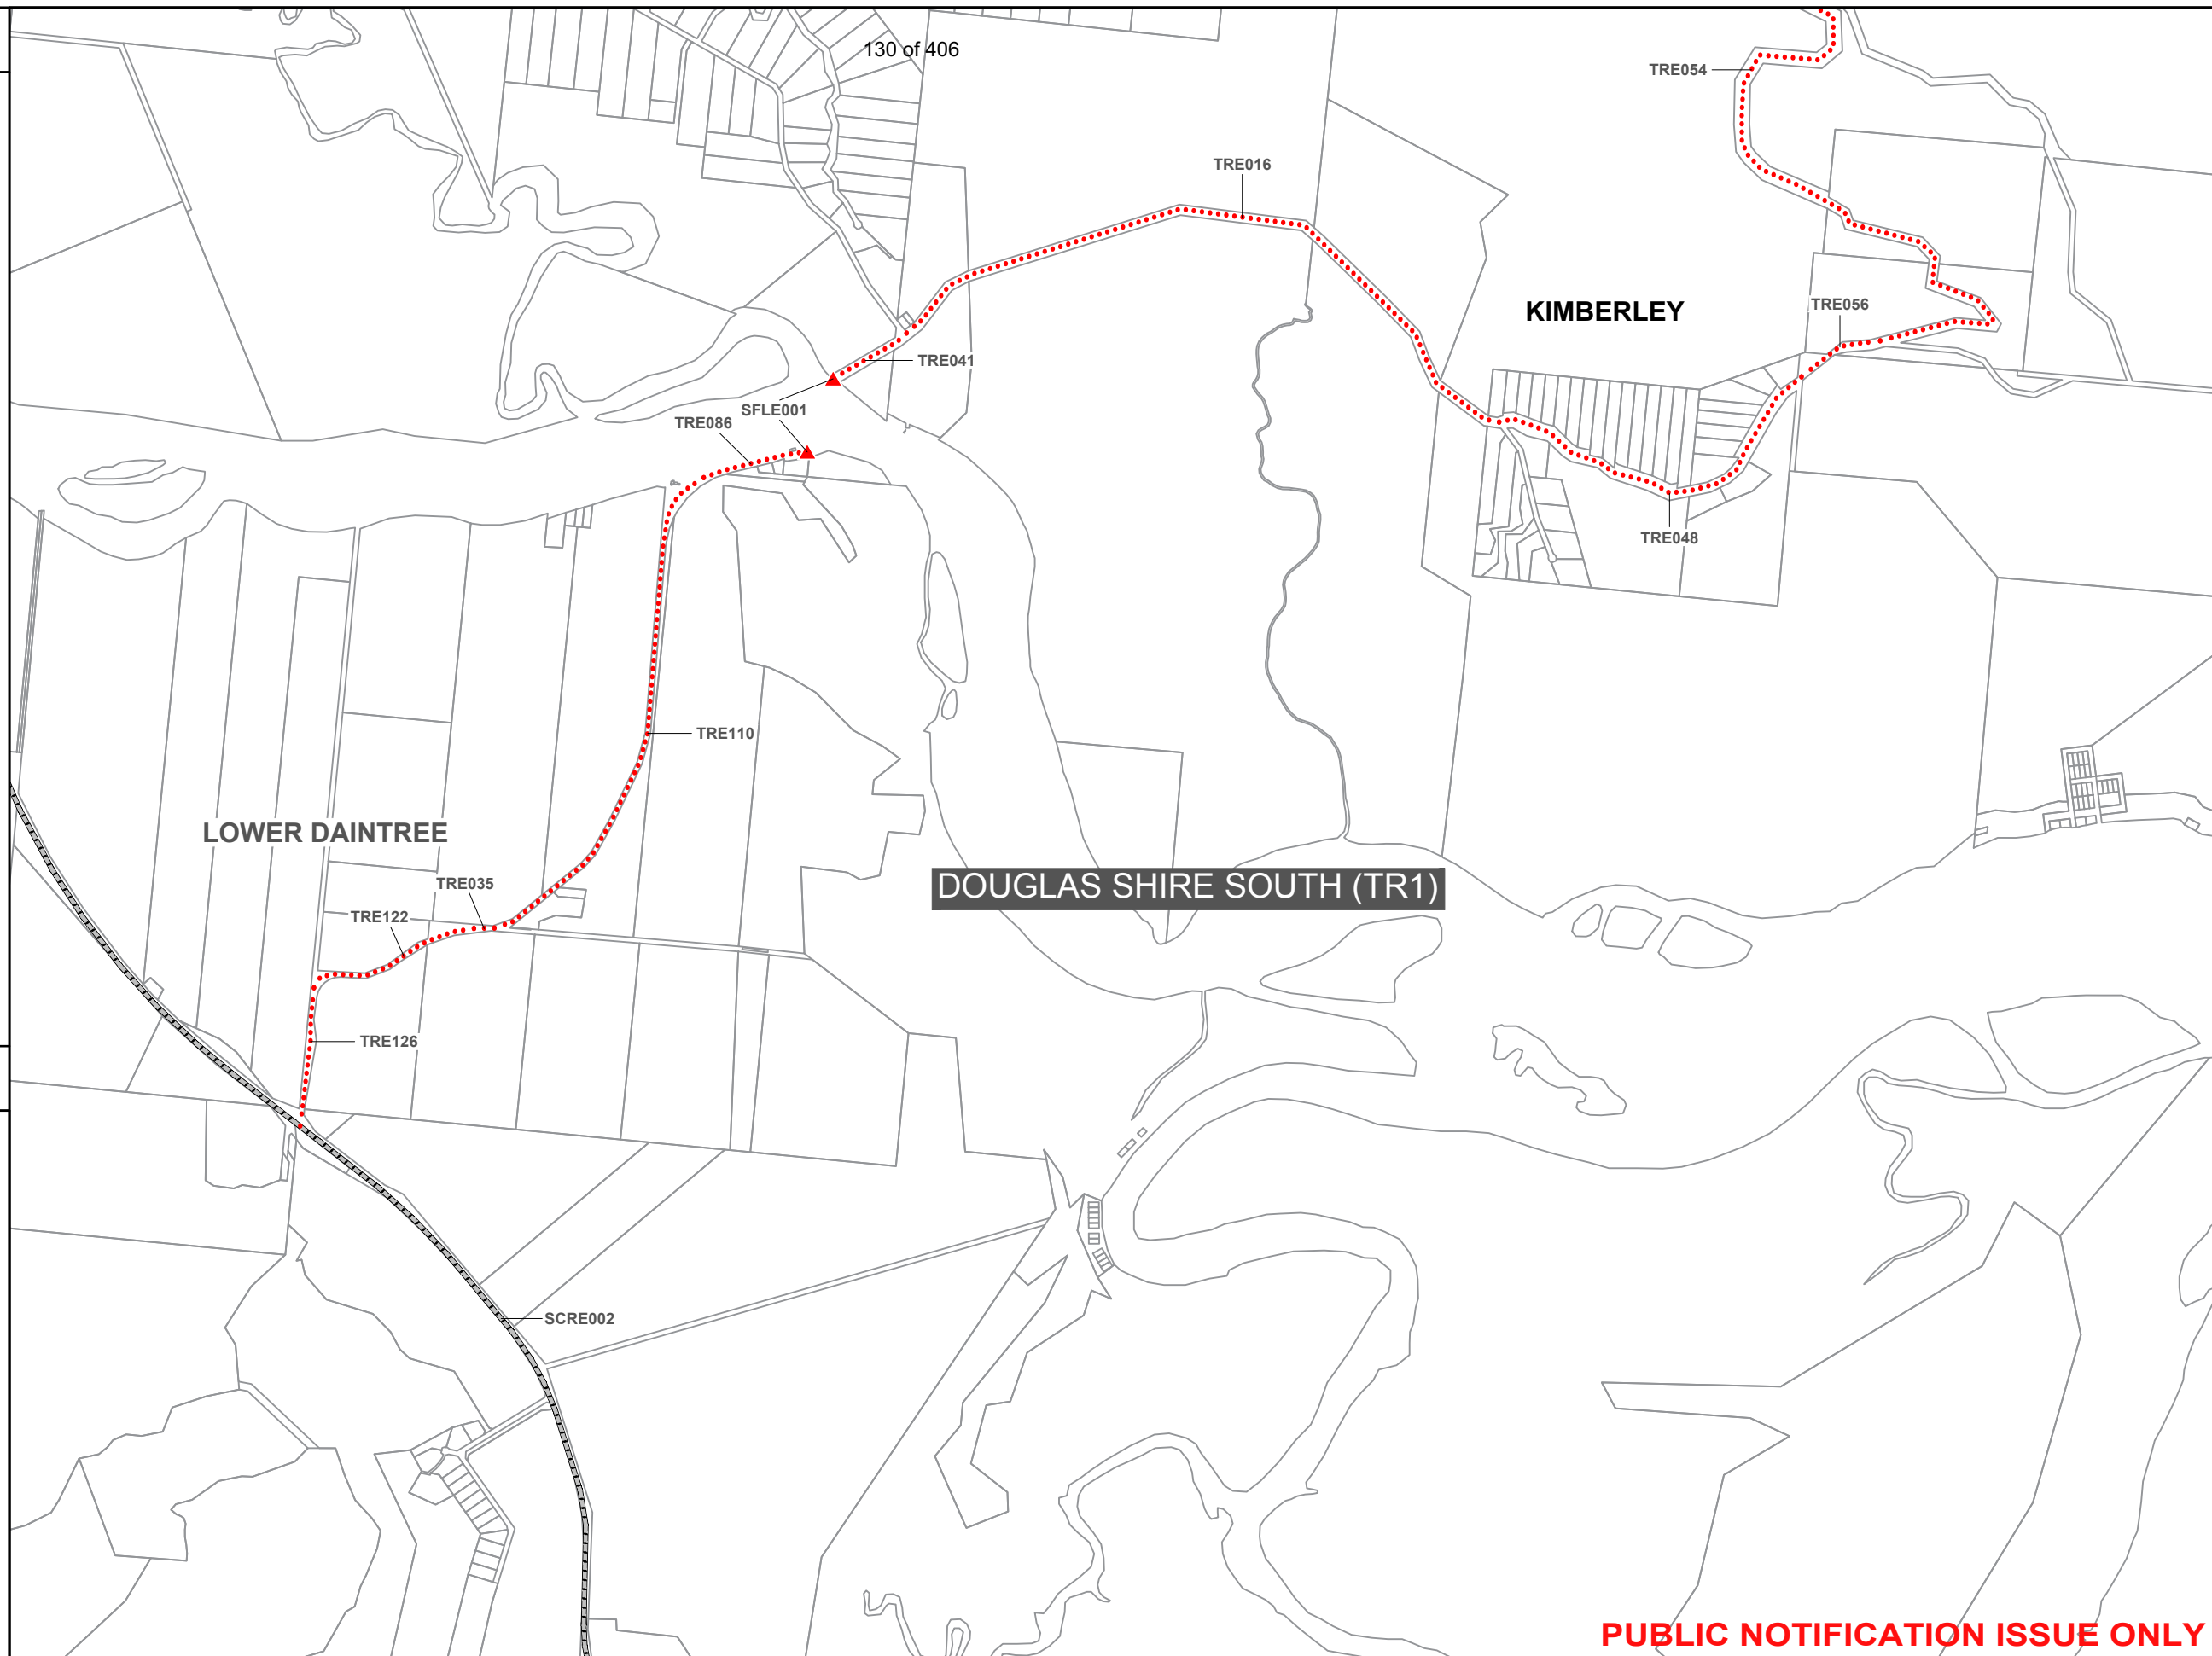 130 of 406
TRE054
TRE016
KIMBERLEY
TRE056
TRE041
SFLE001
TRE086
TRE048
TRE110
LOWER DAINTREE
TRE035
DOUGLAS SHIRE SOUTH (TR1)
TRE122
TRE126
SCRE002
PUBLIC NOTIFICATION ISSUE ONLY